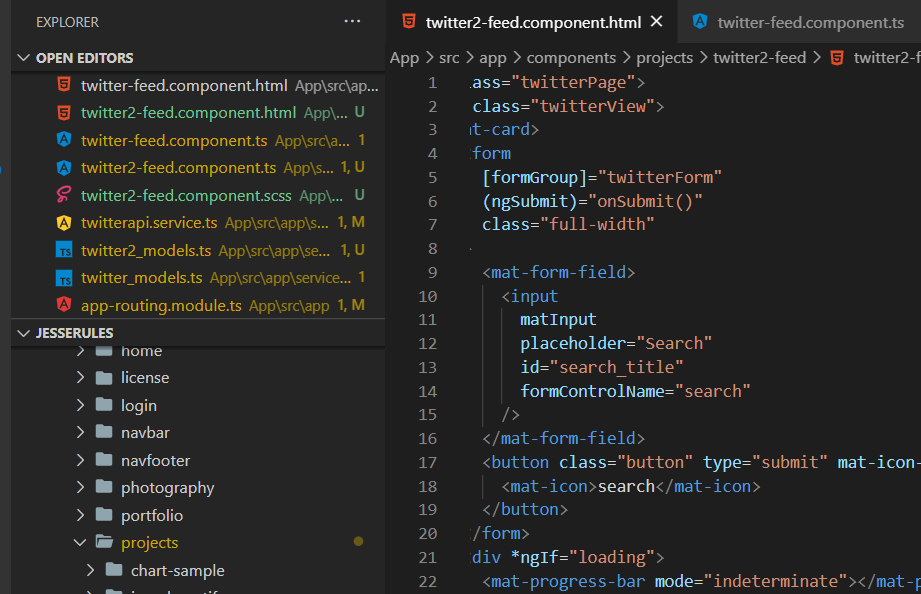 EXPLORER
OPEN EDITORS
twitter-feed.component.html App\src\ap...
twitter2-feed.component.html App\... U
twitter-feed.component.ts App\src\a... 1
twitter2-feed.component.ts App\s... 1, U
twitter2-feed.component.scss App\... U
twitterapi.service.ts App\src\app\s... 1, M
twitter2_models.ts App\src\app\se... 1, U
twitter_models.ts App\src\app\service... 1
app-routing.module.ts App\src\app 1, M
JESSERULES
home
license
login
navbar
navfooter
photography
portfolio
projects
chart-sample
twitter2-feed.component.html
twitter-feed.component.ts
App > src > app > components > projects > twitter2-feed > twitter2-f
1 ass="twitterPage">
2 class="twitterView">
3 t-card>
4 form
5 [formGroup]="twitterForm"
6 (ngSubmit)="onSubmit()"
7 class="full-width"
8
9 <mat-form-field>
10 <input
11 matInput
12 placeholder="Search"
13 id="search_title"
14 formControlName="search"
15 />
16 </mat-form-field>
17 <button class="button" type="submit" mat-icon-
18 <mat-icon>search</mat-icon>
19 </button>
20 /form>
21 div *ngIf="loading">
22 <mat-progress-bar mode="indeterminate"></mat-p